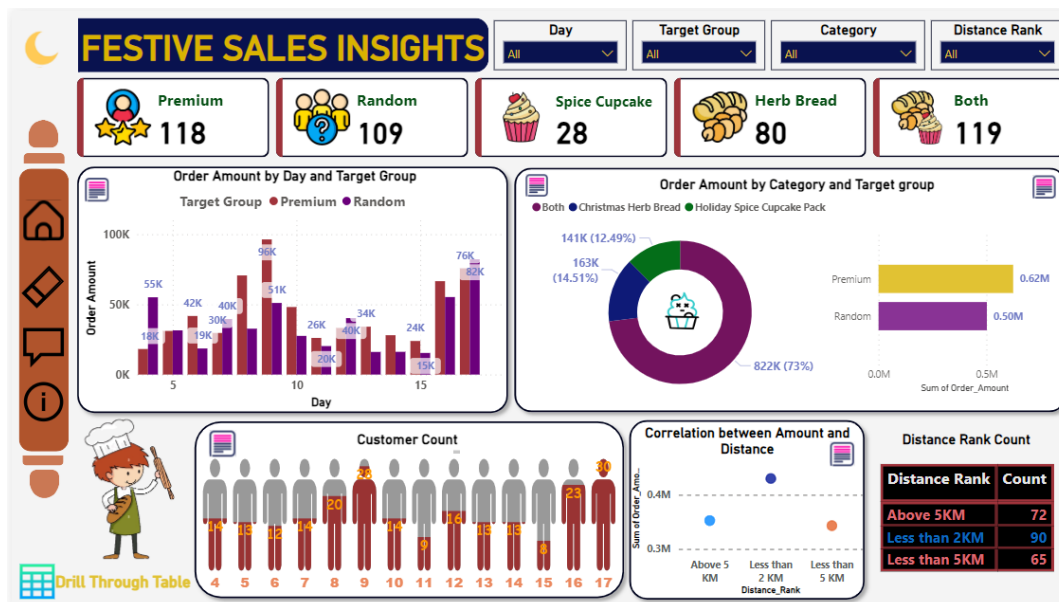 FESTIVE SALES INSIGHTS
Day
All
Target Group
All
Category
All
Distance Rank
All
Premium
118
Random
109
Spice Cupcake
28
Herb Bread
80
Both
119
Order Amount by Day and Target Group
Target Group Premium Random
100K
50K
0K
Order Amount
18K
55K
42K
19K
30K
40K
96K
51K
26K
20K
40K
34K
24K
15K
76K
82K
5
10
15
Day
Order Amount by Category and Target group
Both Christmas Herb Bread Holiday Spice Cupcake Pack
141K (12.49%)
163K
(14.51%)
822K (73%)
Premium
0.62M
Random
0.50M
0.0M
0.5M
Sum of Order_Amount
Customer Count
14
13
12
14
20
28
14
9
16
13
13
8
23
30
4
5
6
7
8
9
10
11
12
13
14
15
16
17
Correlation between Amount and
Distance
Sum of Order_Amo...
0.4M
0.3M
Above 5
KM
Less than
2 KM
Less than
5 KM
Distance_Rank
Distance Rank Count
Distance Rank Count
Above 5KM 72
Less than 2KM 90
Less than 5KM 65
Drill Through Table